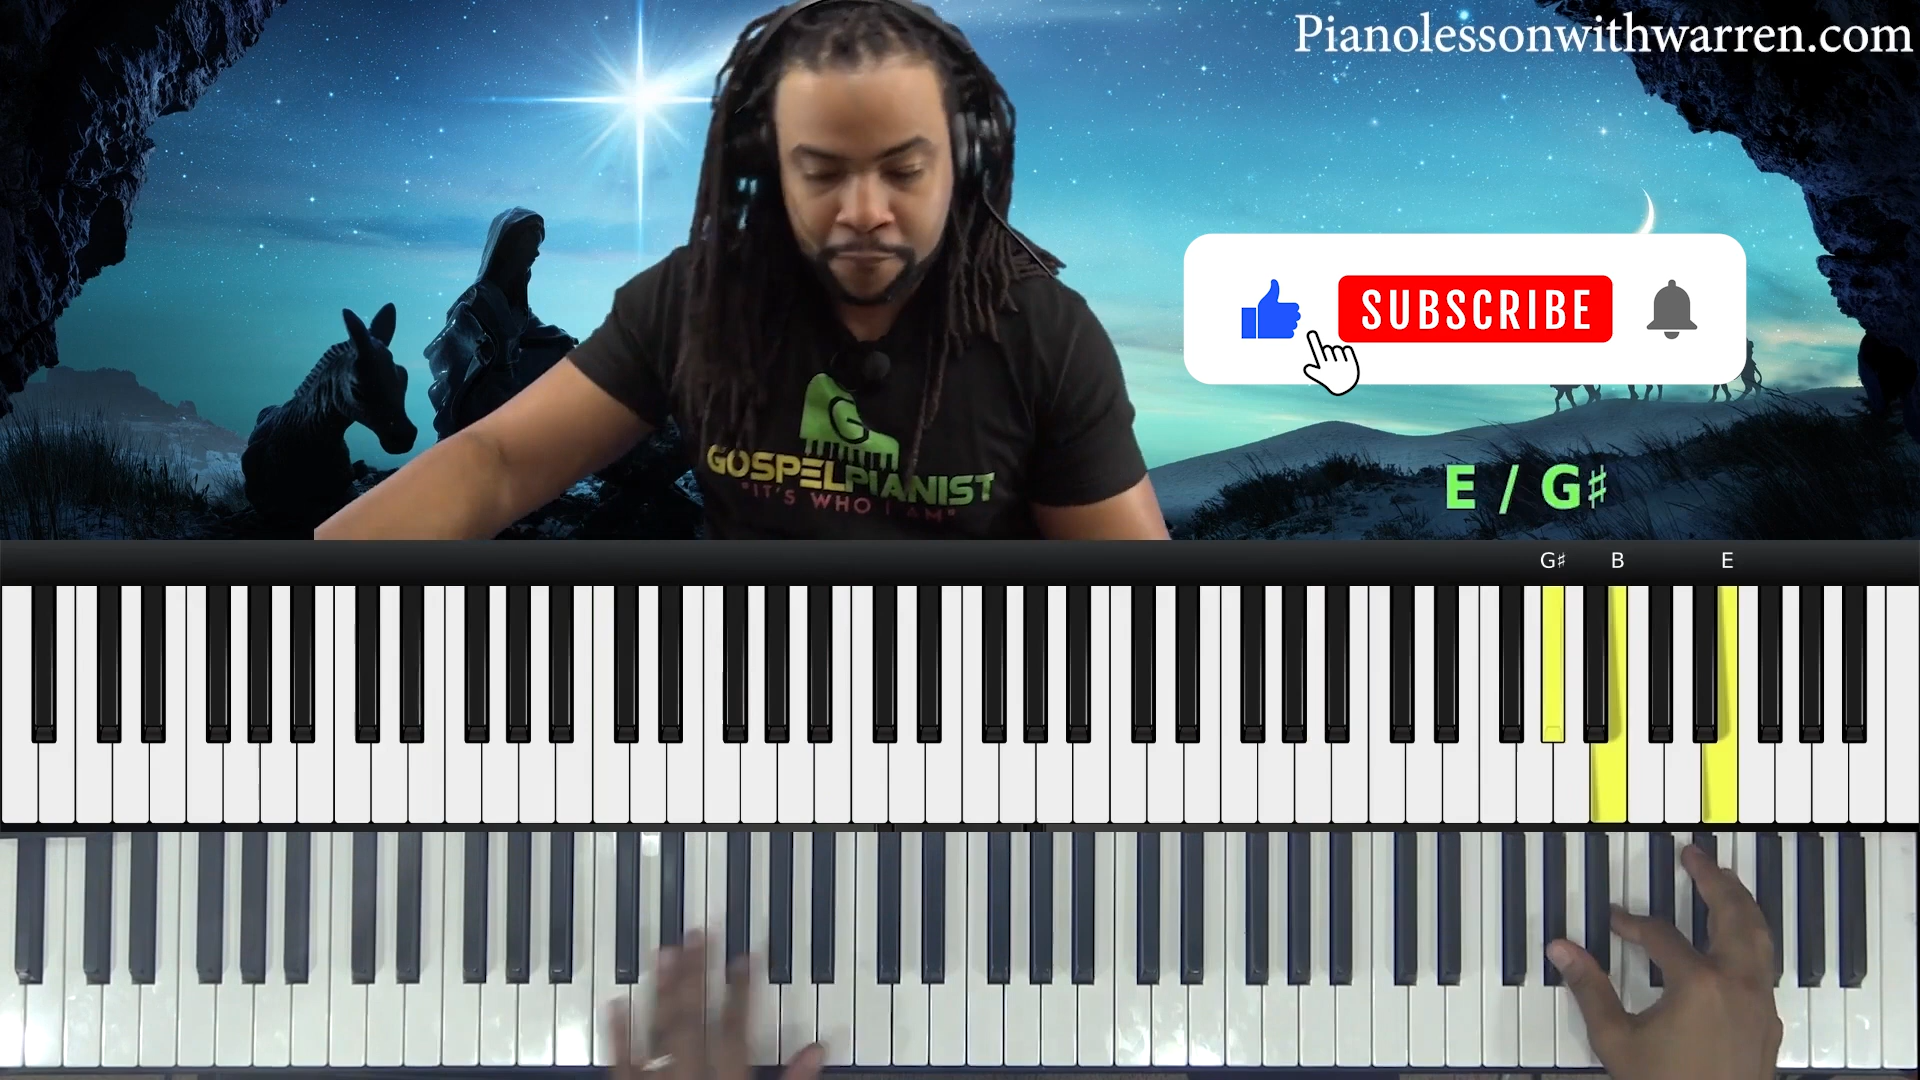 Pianolessonwithwarren.com
SUBSCRIBE
GOSPELPIANIST
"IT'S WHO I AM"
E / G♯
G♯ B E